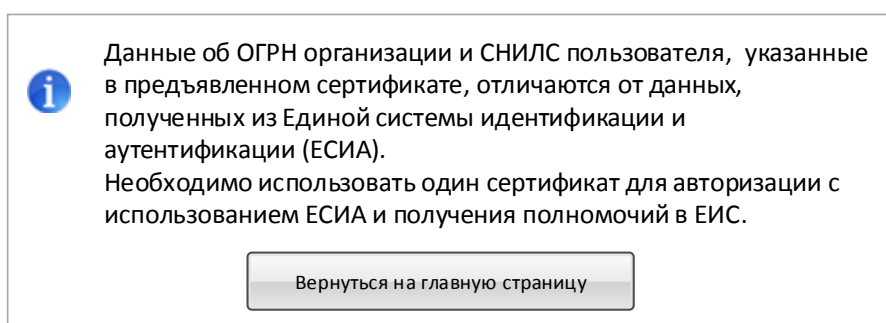 Данные об ОГРН организации и СНИЛС пользователя, указанные
в предъявленном сертификате, отличаются от данных,
полученных из Единой системы идентификации и
аутентификации (ЕСИА).
Необходимо использовать один сертификат для авторизации с
использованием ЕСИА и получения полномочий в ЕИС.
Вернуться на главную страницу